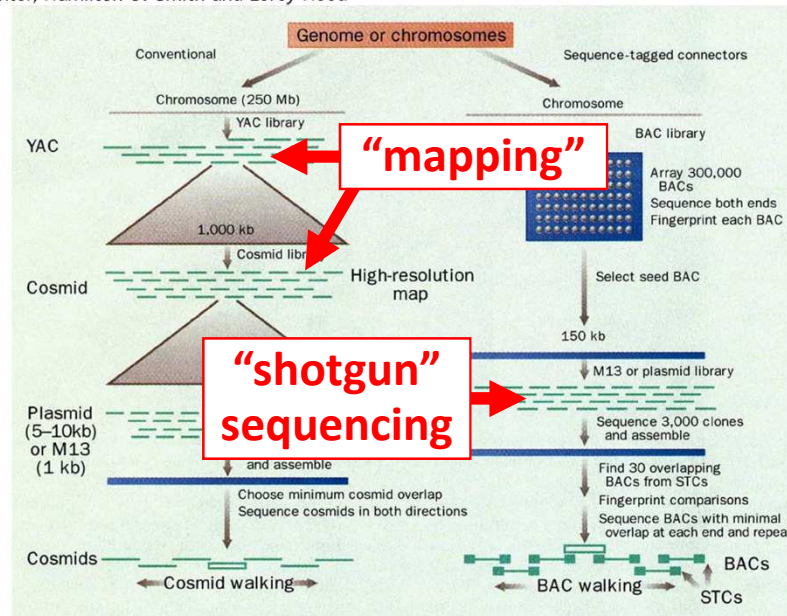 Genome or chromosomes
Conventional
Sequence-tagged connectors
Chromosome (250 Mb)
YAC library
YAC
1,000 kb
Cosmid
Cosmid
High-resolution
map
Plasmid
(5–10kb)
or M13
(1 kb)
and assemble
Choose minimum cosmid overlap
Sequence cosmids in both directions
Cosmids
Cosmid walking
"mapping"
"shotgun"
sequencing
Chromosome
BAC library
Array 300,000
BACs
Sequence both ends
Fingerprint each BAC
Select seed BAC
150 kb
M13 or plasmid library
Sequence 3,000 clones
and assemble
Find 30 overlapping
BACs from STCs
Fingerprint comparisons
Sequence BACs with minimal
overlap at each end and repeat
BACs
BAC walking
STCs